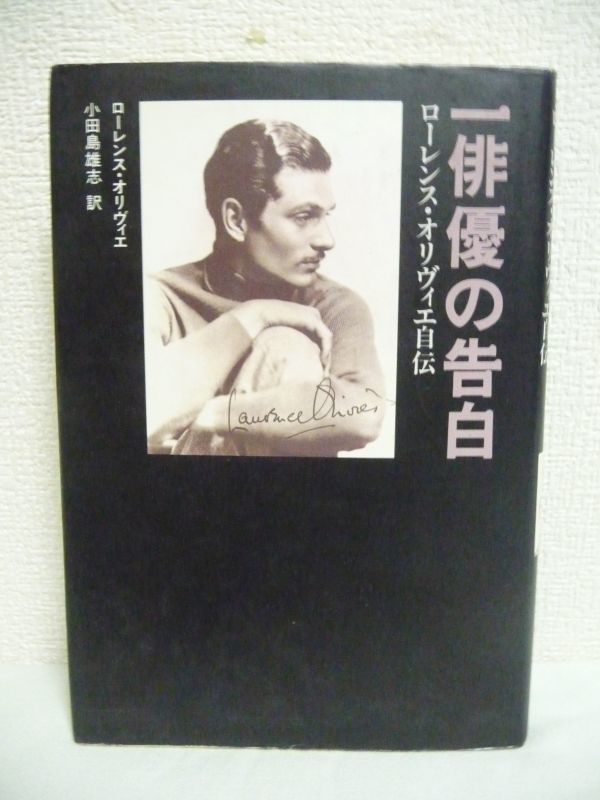 一俳優の告白
ローレンス・オリヴィエ自伝
ローレンス・オリヴィエ
小田島雄志 訳
Laurence Olivier